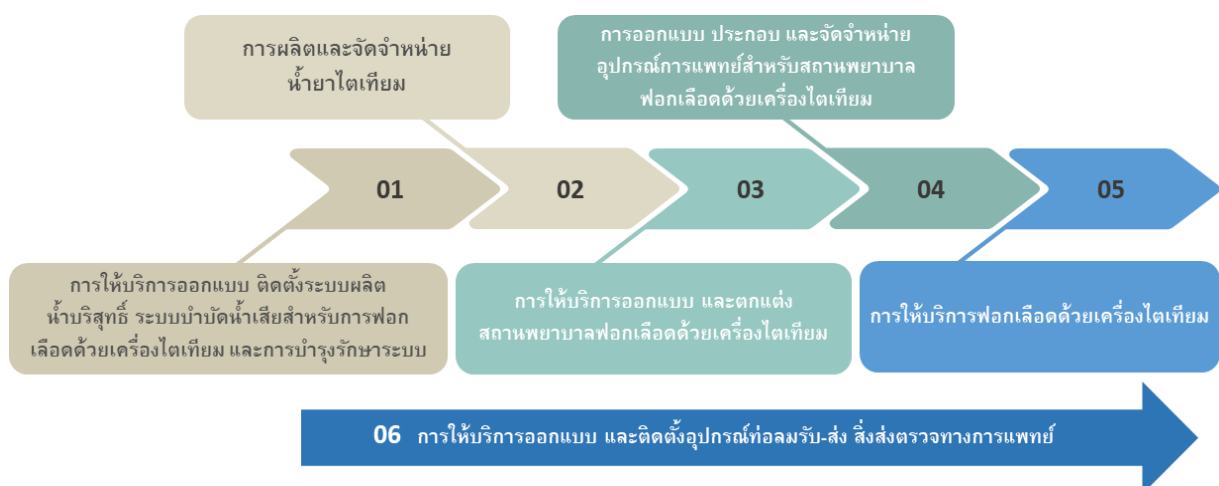 การผลิตและจัดจำหน่าย
น้ำยาไตเทียม
การออกแบบ ประกอบ และจัดจำหน่าย
อุปกรณ์การแพทย์สำหรับสถานพยาบาล
ฟอกเลือดด้วยเครื่องไตเทียม
01
02
03
04
05
การให้บริการออกแบบ ติดตั้งระบบผลิต
น้ำบริสุทธิ์ ระบบบำบัดน้ำเสียสำหรับการฟอก
เลือดด้วยเครื่องไตเทียม และการบำรุงรักษาระบบ
การให้บริการออกแบบ และตกแต่ง
สถานพยาบาลฟอกเลือดด้วยเครื่องไตเทียม
การให้บริการฟอกเลือดด้วยเครื่องไตเทียม
06 การให้บริการออกแบบ และติดตั้งอุปกรณ์ท่อลมรับ-ส่ง สิ่งส่งตรวจทางการแพทย์